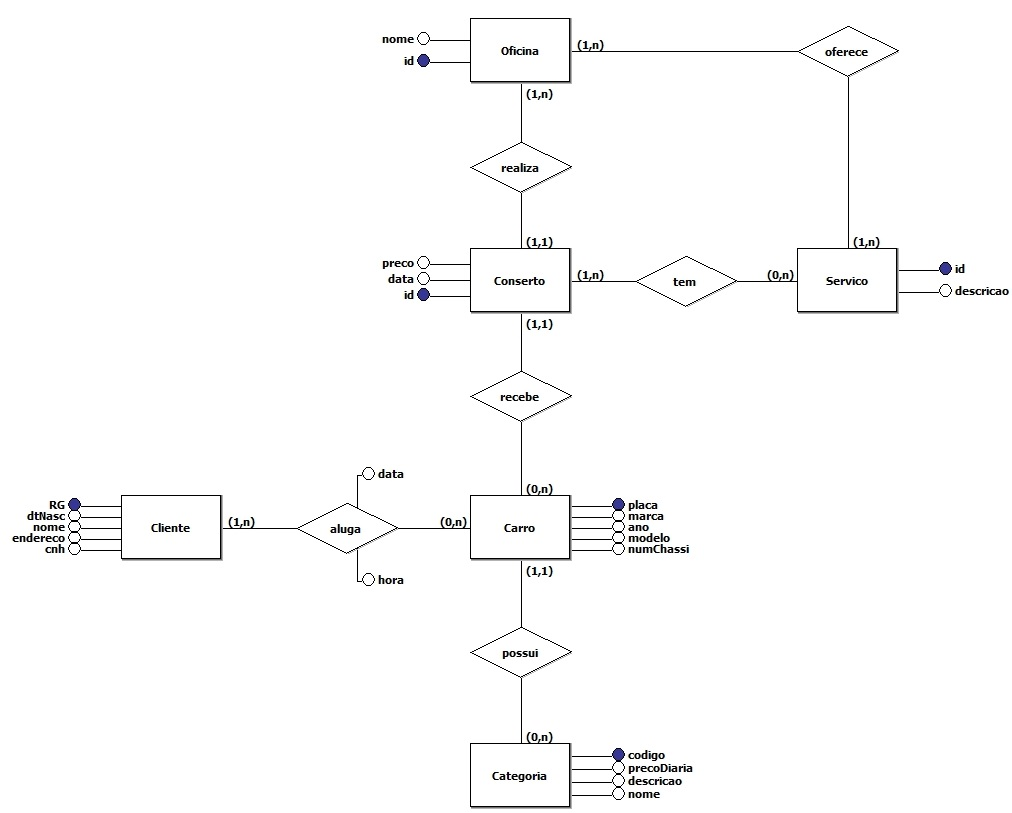 nome
id
Oficina
(1,n)
oferece
(1,n)
realiza
(1,1)
(1,n)
preco
data
id
Conserto
(1,n)
tem
(0,n)
Servico
id
descricao
(1,1)
recebe
(0,n)
data
RG
dtNasc
nome
endereco
cnh
Cliente
(1,n)
aluga
(0,n)
Carro
placa
marca
ano
modelo
numChassi
hora
(1,1)
possui
(0,n)
Categoria
codigo
precoDiaria
descricao
nome